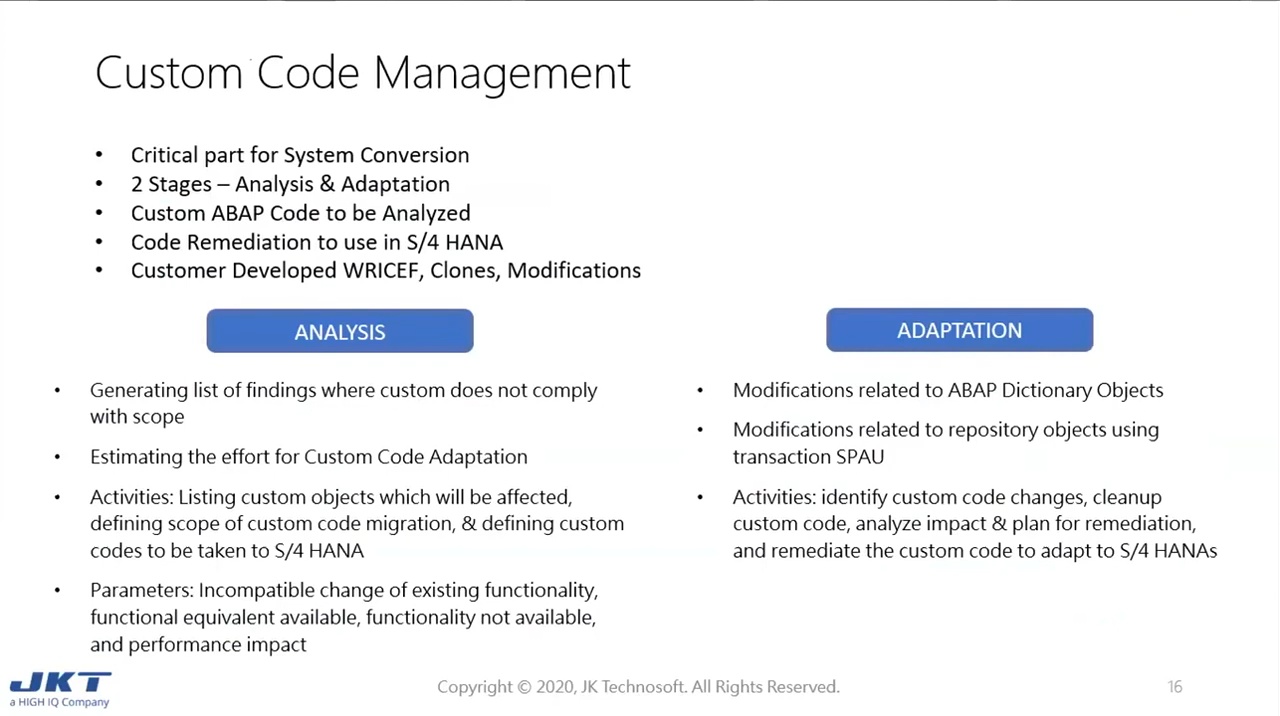 Custom Code Management
• Critical part for System Conversion
• 2 Stages – Analysis & Adaptation
• Custom ABAP Code to be Analyzed
• Code Remediation to use in S/4 HANA
• Customer Developed WRICEF, Clones, Modifications
ANALYSIS
• Generating list of findings where custom does not comply
with scope
• Estimating the effort for Custom Code Adaptation
• Activities: Listing custom objects which will be affected,
defining scope of custom code migration, & defining custom
codes to be taken to S/4 HANA
• Parameters: Incompatible change of existing functionality,
functional equivalent available, functionality not available,
and performance impact
ADAPTATION
• Modifications related to ABAP Dictionary Objects
• Modifications related to repository objects using
transaction SPAU
• Activities: identify custom code changes, cleanup
custom code, analyze impact & plan for remediation,
and remediate the custom code to adapt to S/4 HANAs
JKT
a HIGH IQ Company
Copyright © 2020, JK Technosoft. All Rights Reserved.
16